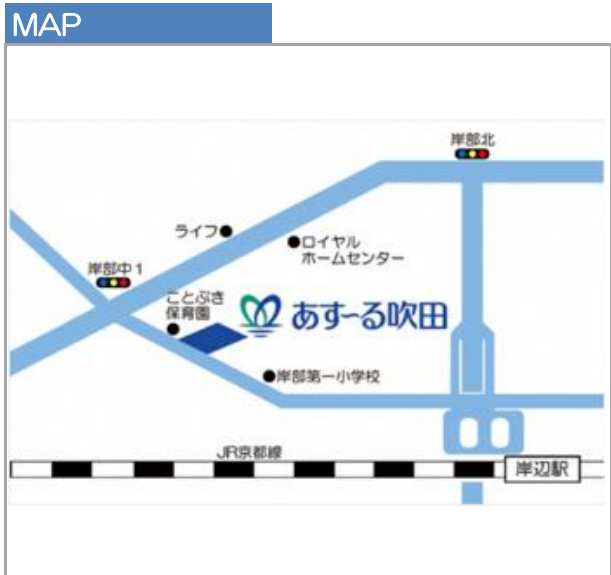 MAP
岸部北
ライフ
ロイヤル
ホームセンター
岸部中1
ことぶき
保育園
あす~る吹田
岸部第一小学校
JR京都線
岸辺駅